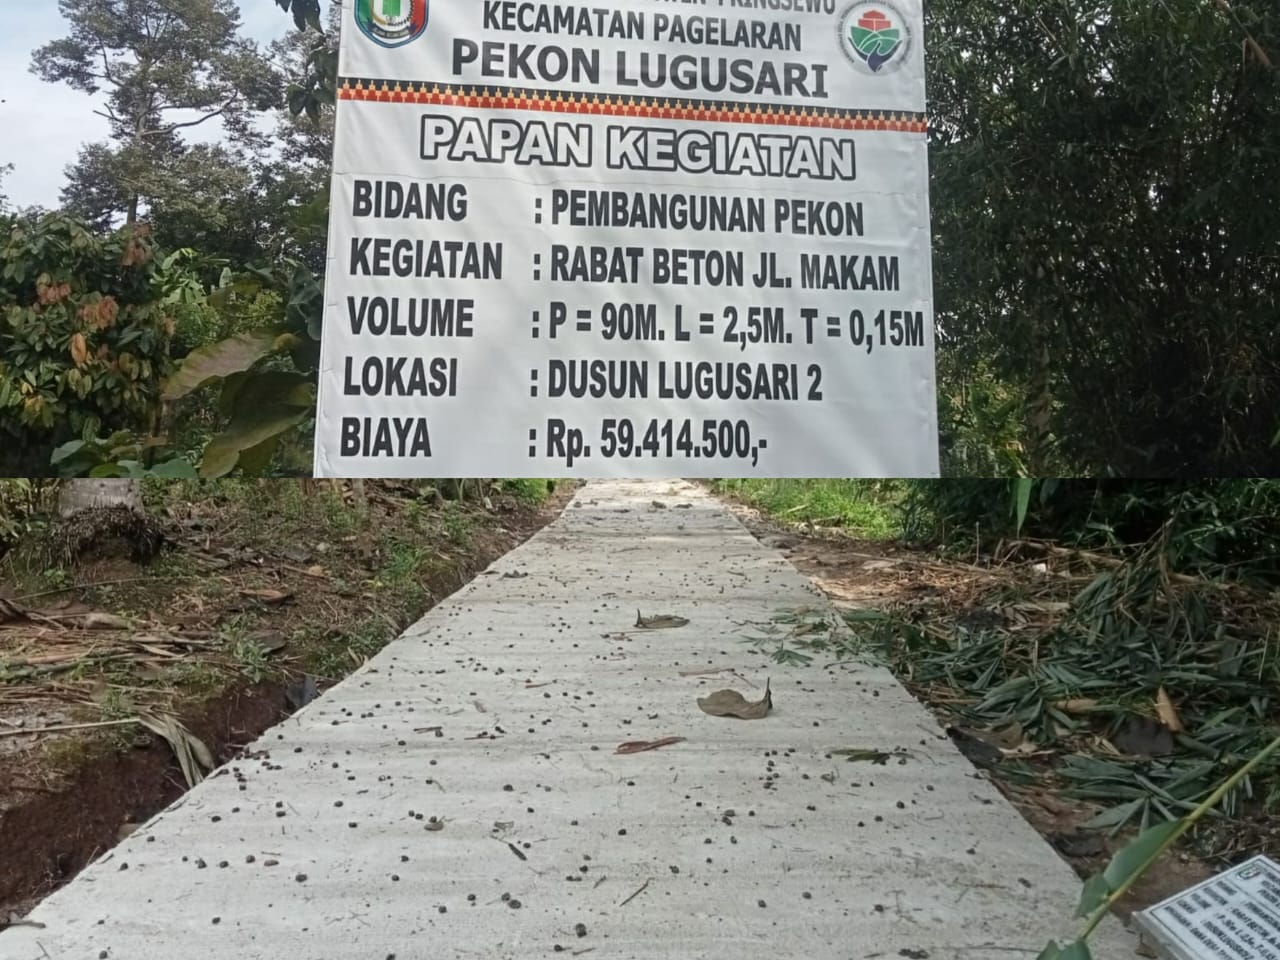 PRINGSEWU
KECAMATAN PAGELARAN
PEKON LUGUSARI
PAPAN KEGIATAN
BIDANG : PEMBANGUNAN PEKON
KEGIATAN : RABAT BETON JL. MAKAM
VOLUME : P = 90M. L = 2,5M. T = 0,15M
LOKASI : DUSUN LUGUSARI 2
BIAYA : Rp. 59.414.500,-